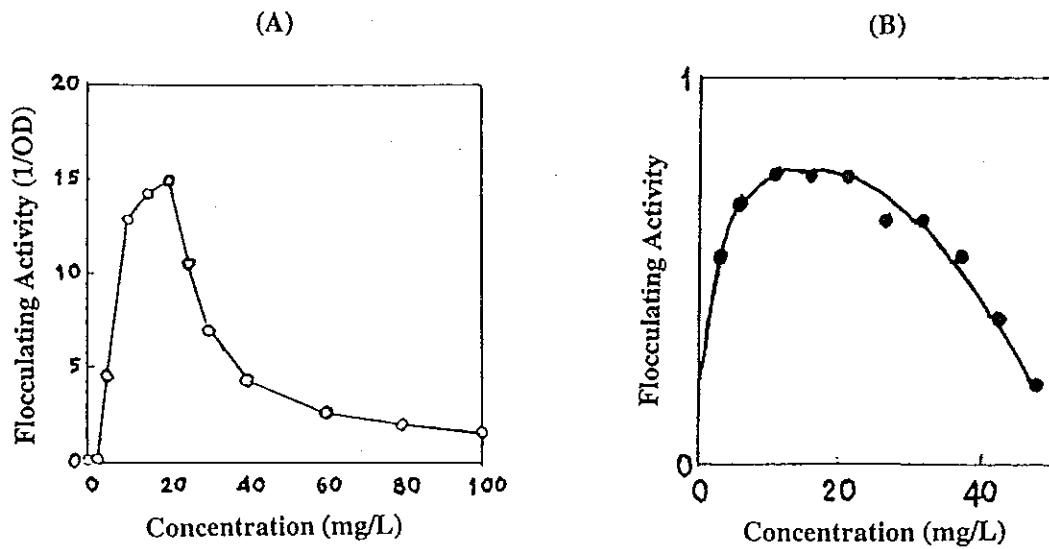 (A)
Flocculating Activity (1/OD)
20
15
10
5
0
0 20 40 60 80 100
Concentration (mg/L)
(B)
Flocculating Activity
1
0
0 20 40
Concentration (mg/L)